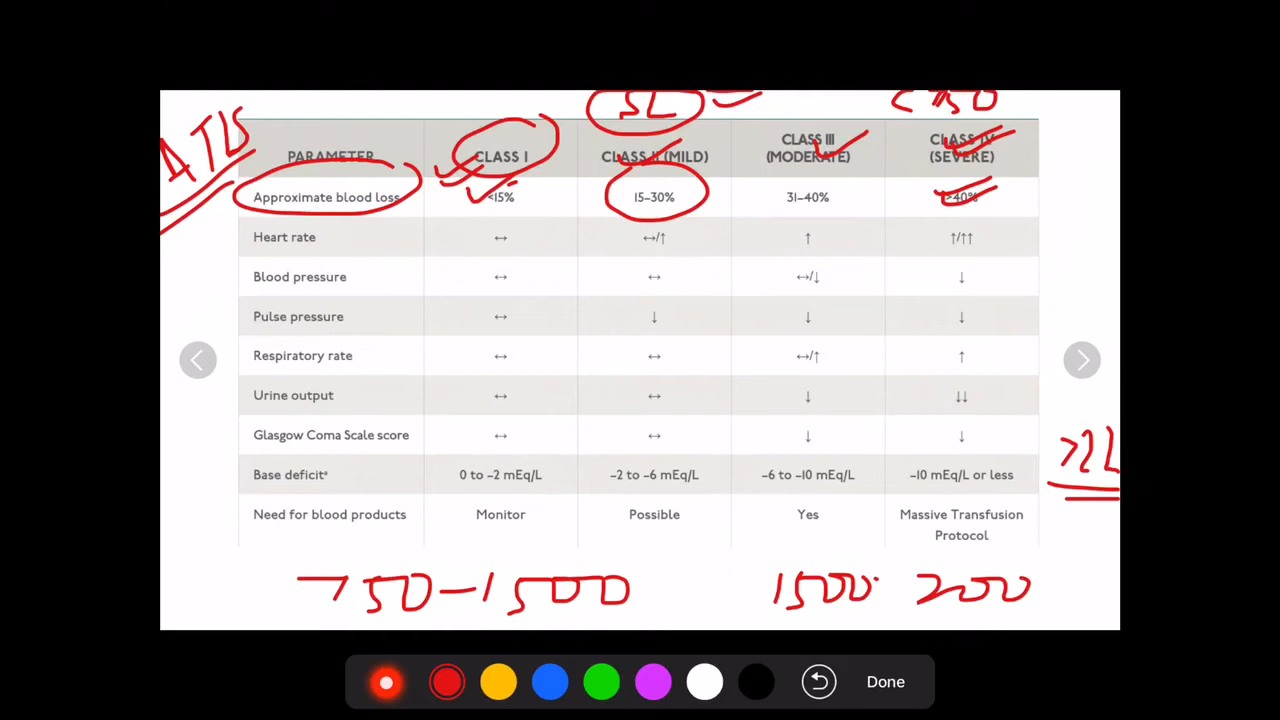 5L
ATLS
PARAMETER CLASS I CLASS II (MILD) CLASS III (MODERATE) CLASS IV (SEVERE)
Approximate blood loss <15% 15–30% 31–40% >40%
Heart rate ↔ ↔/↑ ↑ ↑/↑↑
Blood pressure ↔ ↔ ↔/↓ ↓
Pulse pressure ↔ ↓ ↓ ↓
Respiratory rate ↔ ↔ ↔/↑ ↑
Urine output ↔ ↔ ↓ ↓↓
Glasgow Coma Scale score ↔ ↔ ↓ ↓
>2L
Base deficitᵃ 0 to –2 mEq/L –2 to –6 mEq/L –6 to –10 mEq/L –10 mEq/L or less
Need for blood products Monitor Possible Yes Massive Transfusion Protocol
750-1500 1500 2000
Done